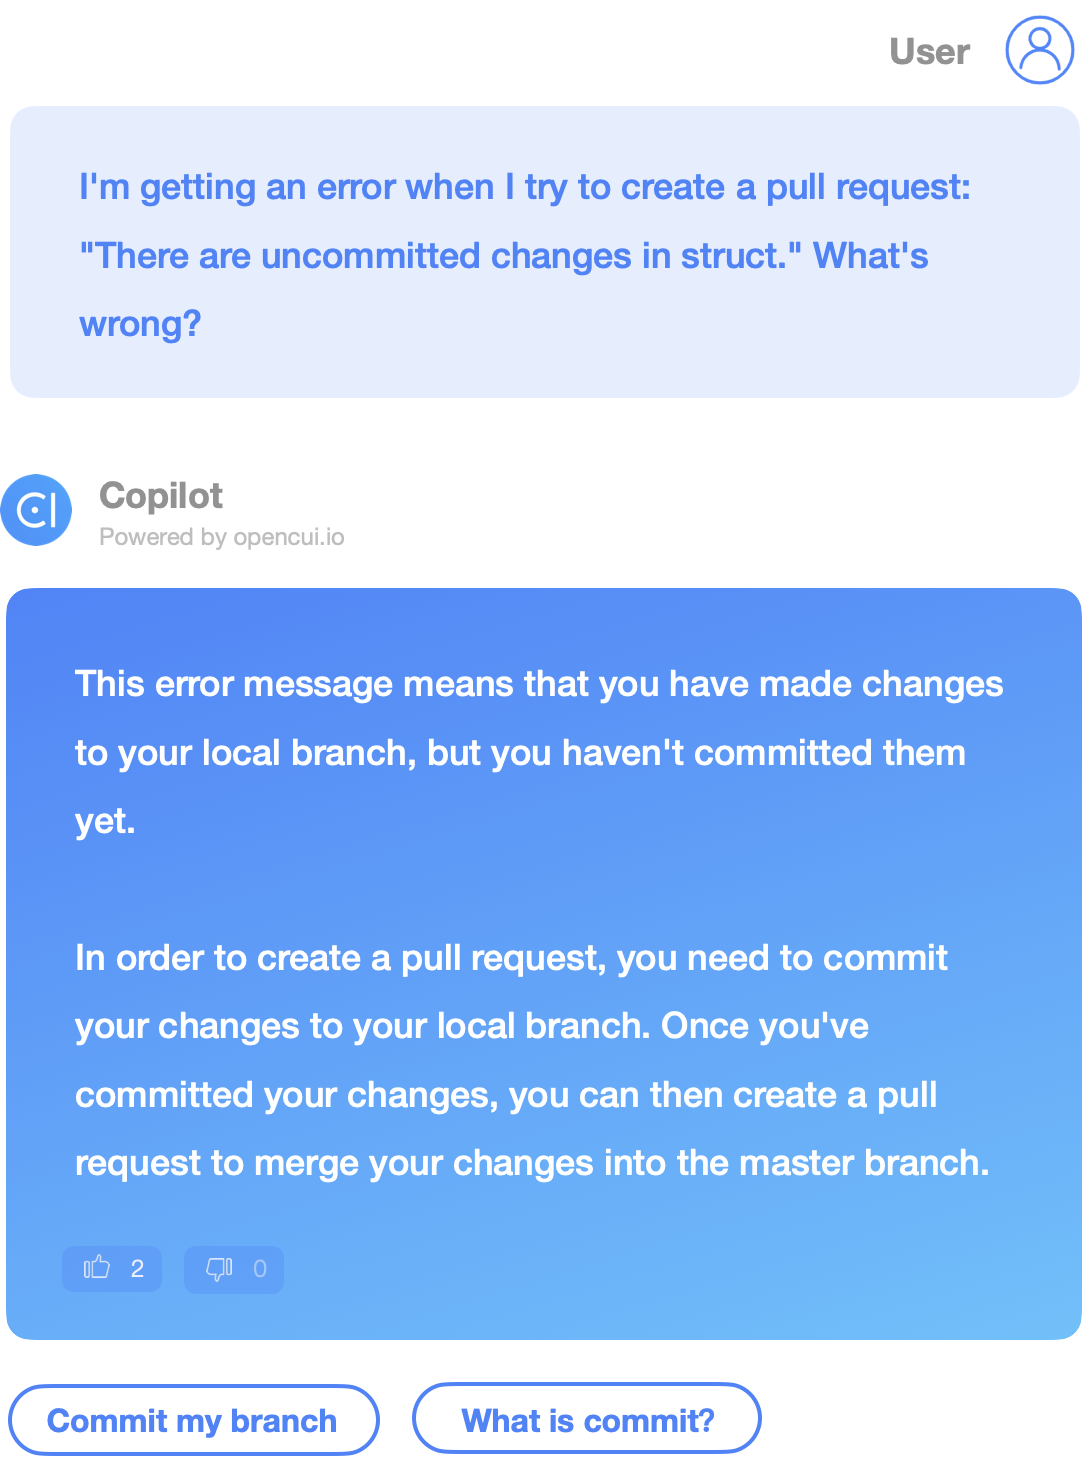 User
I'm getting an error when I try to create a pull request:
"There are uncommitted changes in struct." What's
wrong?
Copilot
Powered by opencui.io
This error message means that you have made changes
to your local branch, but you haven't committed them
yet.
In order to create a pull request, you need to commit
your changes to your local branch. Once you've
committed your changes, you can then create a pull
request to merge your changes into the master branch.
2 0
Commit my branch What is commit?